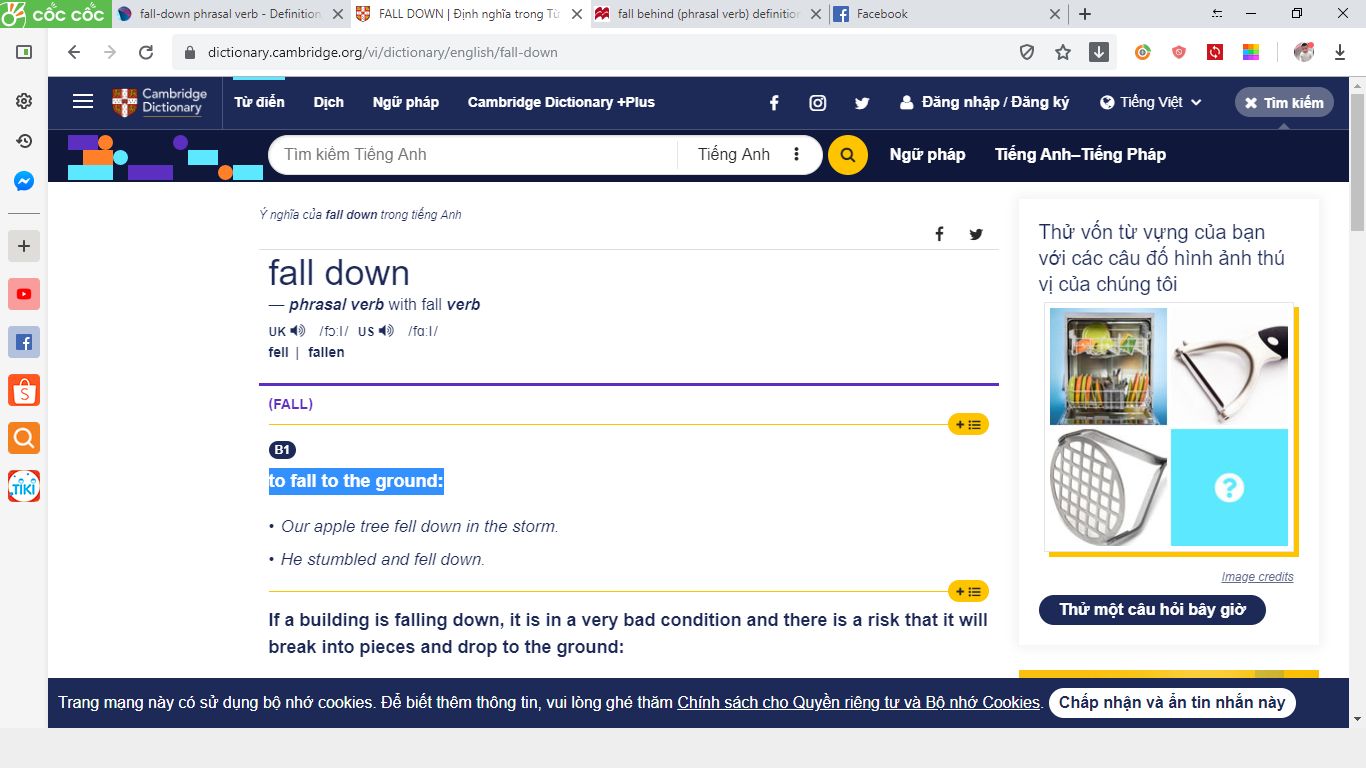 cốc cốc
fall-down phrasal verb - Definition,
FALL DOWN | Định nghĩa trong Từ
fall behind (phrasal verb) definition
Facebook
dictionary.cambridge.org/vi/dictionary/english/fall-down
Cambridge
Dictionary
Từ điển
Dịch
Ngữ pháp
Cambridge Dictionary +Plus
Đăng nhập / Đăng ký
Tiếng Việt
Tìm kiếm
Tìm kiếm Tiếng Anh
Tiếng Anh
Ngữ pháp
Tiếng Anh–Tiếng Pháp
Ý nghĩa của fall down trong tiếng Anh
fall down
— phrasal verb with fall verb
UK /fɔːl/ US /fɑːl/
fell | fallen
(FALL)
B1
to fall to the ground:
• Our apple tree fell down in the storm.
• He stumbled and fell down.
If a building is falling down, it is in a very bad condition and there is a risk that it will
break into pieces and drop to the ground:
Thử vốn từ vựng của bạn
với các câu đố hình ảnh thú
vị của chúng tôi
?
Image credits
Thử một câu hỏi bây giờ
TIKI
Trang mạng này có sử dụng bộ nhớ cookies. Để biết thêm thông tin, vui lòng ghé thăm Chính sách cho Quyền riêng tư và Bộ nhớ Cookies.
Chấp nhận và ẩn tin nhắn này